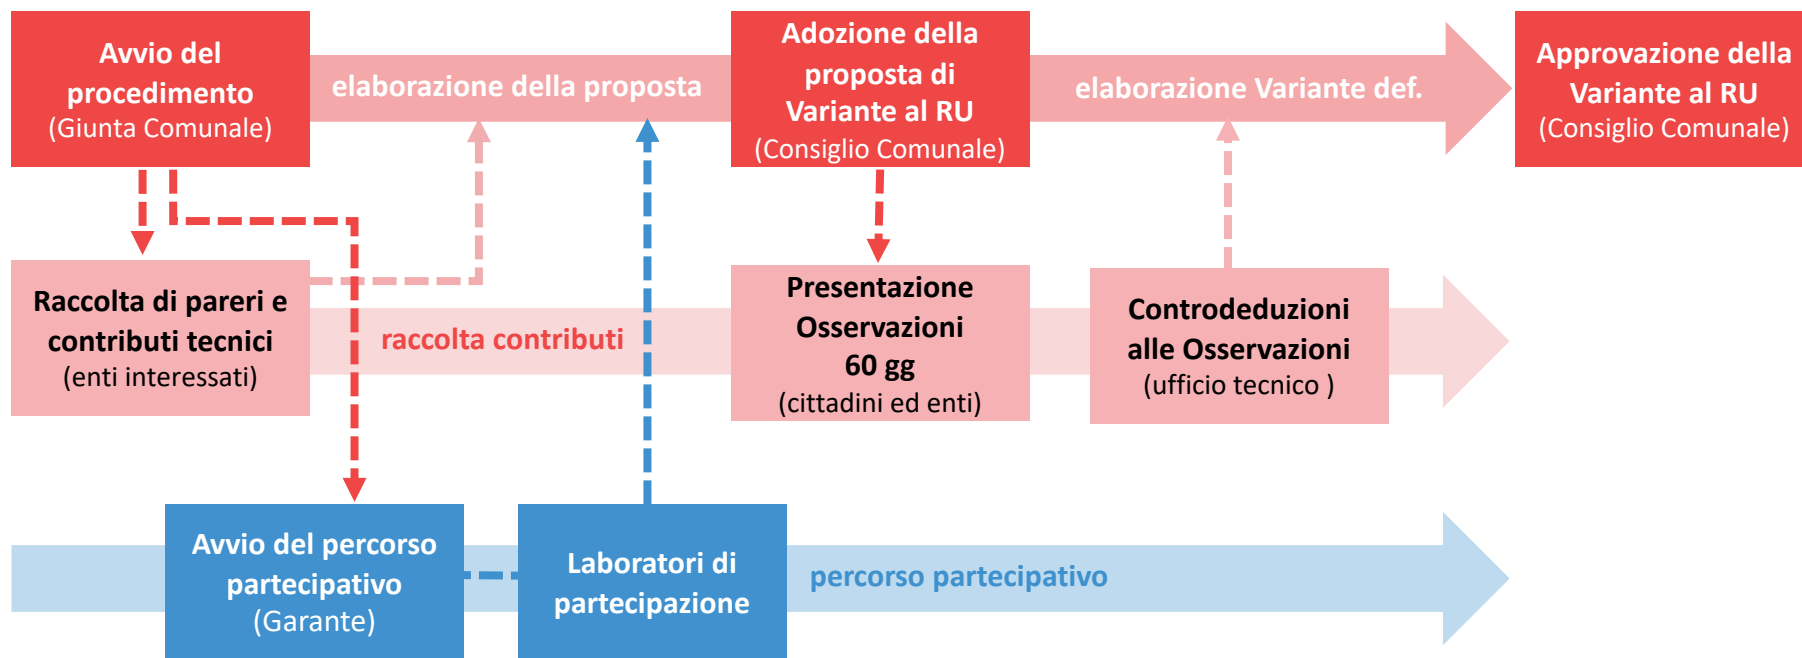 Avvio del
procedimento
(Giunta Comunale)
elaborazione della proposta
Adozione della
proposta di
Variante al RU
(Consiglio Comunale)
elaborazione Variante def.
Approvazione della
Variante al RU
(Consiglio Comunale)
Raccolta di pareri e
contributi tecnici
(enti interessati)
raccolta contributi
Presentazione
Osservazioni
60 gg
(cittadini ed enti)
Controdeduzioni
alle Osservazioni
(ufficio tecnico )
Avvio del percorso
partecipativo
(Garante)
Laboratori di
partecipazione
percorso partecipativo